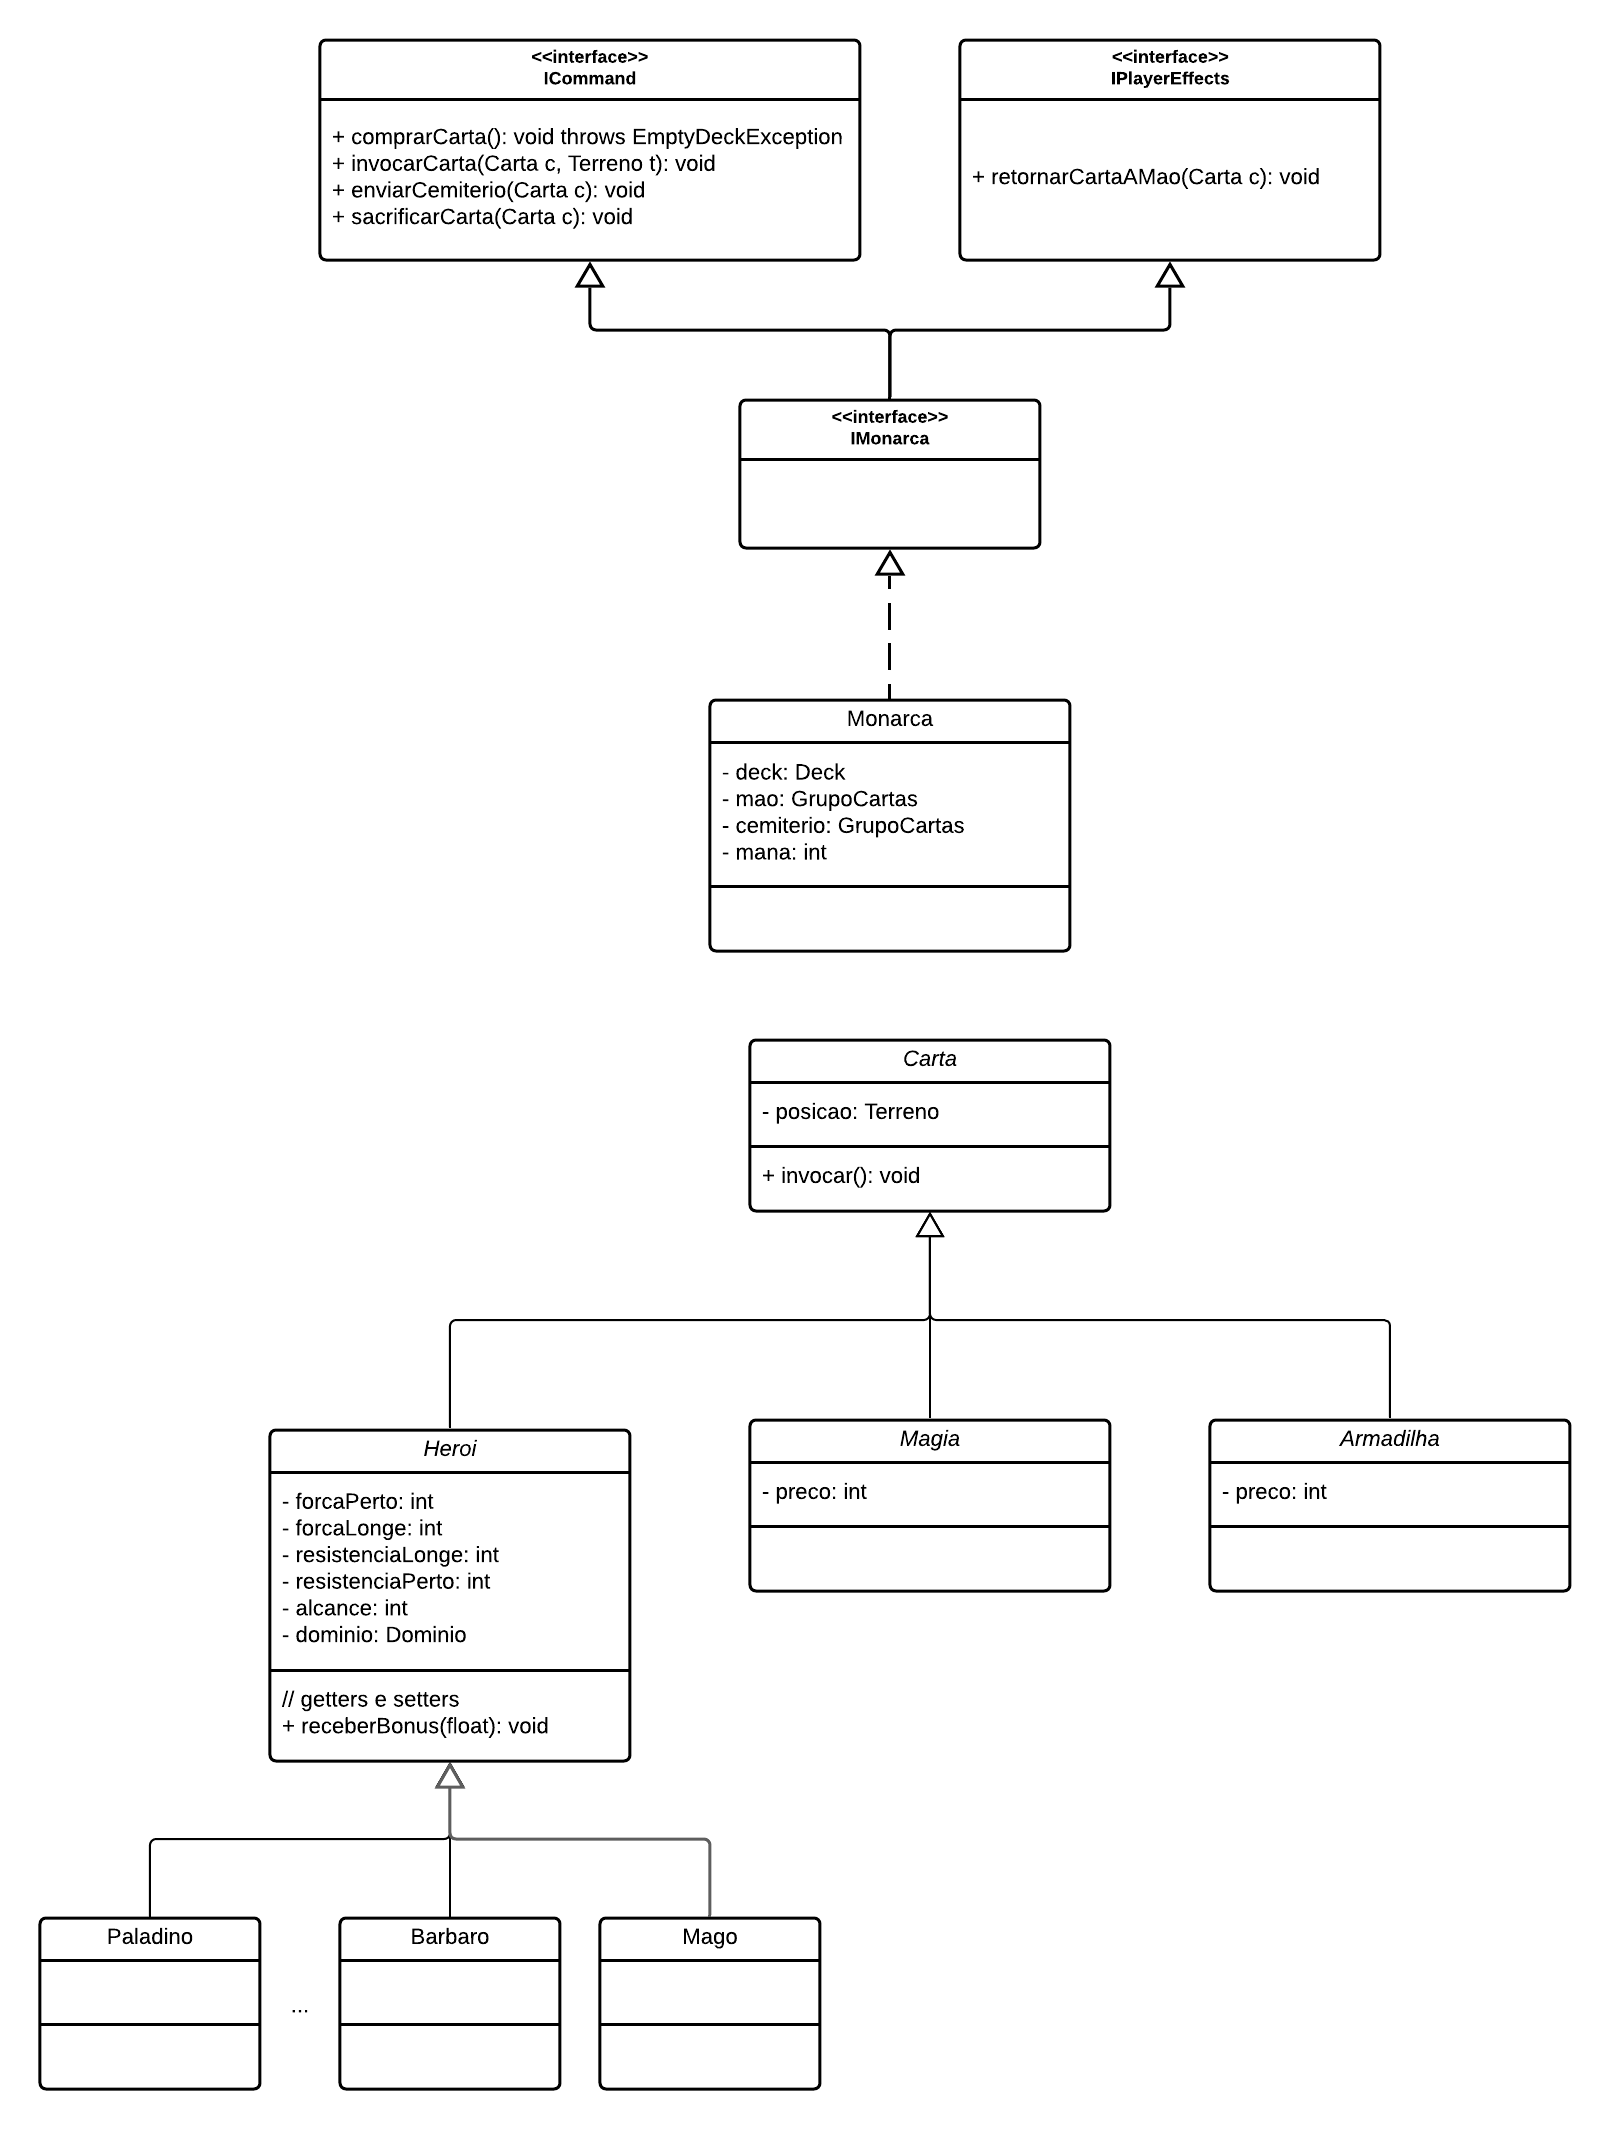 <<interface>>
ICommand
+ comprarCarta(): void throws EmptyDeckException
+ invocarCarta(Carta c, Terreno t): void
+ enviarCemiterio(Carta c): void
+ sacrificarCarta(Carta c): void
<<interface>>
IPlayerEffects
+ retornarCartaAMao(Carta c): void
<<interface>>
IMonarca
Monarca
- deck: Deck
- mao: GrupoCartas
- cemiterio: GrupoCartas
- mana: int
Carta
- posicao: Terreno
+ invocar(): void
Heroi
- forcaPerto: int
- forcaLonge: int
- resistenciaLonge: int
- resistenciaPerto: int
- alcance: int
- dominio: Dominio
// getters e setters
+ receberBonus(float): void
Magia
- preco: int
Armadilha
- preco: int
Paladino
...
Barbaro
Mago